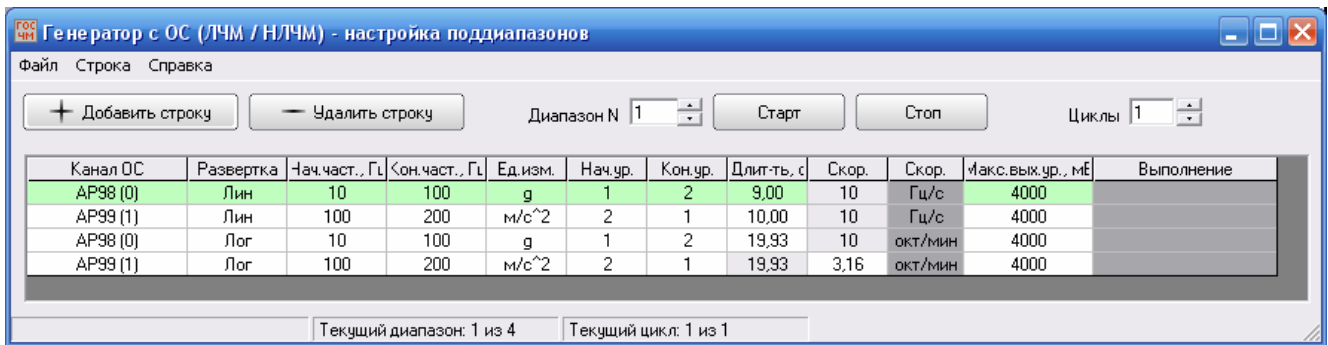 ГОС ЧМ Генератор с ОС (ЛЧМ / НЛЧМ) - настройка поддиапазонов
Файл Строка Справка
Добавить строку Удалить строку Диапазон N 1 Старт Стоп Циклы 1
Канал ОС Развертка Нач.част., Гц Кон.част., Гц Ед.изм. Нач.ур. Кон.ур. Длит-ть, с Скор. Скор. Макс.вых.ур., мВ Выполнение
AP98 (0) Лин 10 100 g 1 2 9,00 10 Гц/с 4000
AP99 (1) Лин 100 200 м/с^2 2 1 10,00 10 Гц/с 4000
AP98 (0) Лог 10 100 g 1 2 19,93 10 окт/мин 4000
AP99 (1) Лог 100 200 м/с^2 2 1 19,93 3,16 окт/мин 4000
Текущий диапазон: 1 из 4 Текущий цикл: 1 из 1